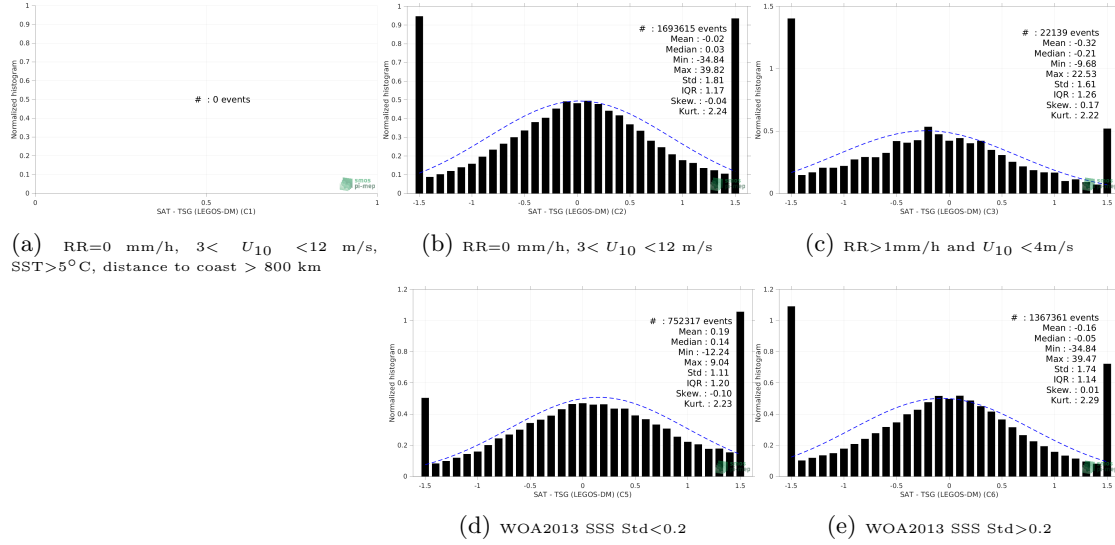 1
0.9
0.8
0.7
0.6
0.5
0.4
0.3
0.2
0.1
0
Normalized histogram
# : 0 events
smos
pi-mep
0 0.5 1
SAT - TSG (LEGOS-DM) (C1)
(a) RR=0 mm/h, 3< U10 <12 m/s,
SST>5°C, distance to coast > 800 km
1
0.9
0.8
0.7
0.6
0.5
0.4
0.3
0.2
0.1
0
Normalized histogram
# : 1693615 events
Mean : -0.02
Median : 0.03
Min : -34.84
Max : 39.82
Std : 1.81
IQR : 1.17
Skew. : -0.04
Kurt. : 2.24
pi-mep
-1.5 -1 -0.5 0 0.5 1 1.5
SAT - TSG (LEGOS-DM) (C2)
(b) RR=0 mm/h, 3< U10 <12 m/s
1.5
1
0.5
0
Normalized histogram
# : 22139 events
Mean : -0.32
Median : -0.21
Min : -9.68
Max : 22.53
Std : 1.61
IQR : 1.26
Skew. : 0.17
Kurt. : 2.22
pi-mep
-1.5 -1 -0.5 0 0.5 1 1.5
SAT - TSG (LEGOS-DM) (C3)
(c) RR>1mm/h and U10 <4m/s
1.2
1
0.8
0.6
0.4
0.2
0
Normalized histogram
# : 752317 events
Mean : 0.19
Median : 0.14
Min : -12.24
Max : 9.04
Std : 1.11
IQR : 1.20
Skew. : -0.10
Kurt. : 2.23
pi-mep
-1.5 -1 -0.5 0 0.5 1 1.5
SAT - TSG (LEGOS-DM) (C5)
(d) WOA2013 SSS Std<0.2
1.2
1
0.8
0.6
0.4
0.2
0
Normalized histogram
# : 1367361 events
Mean : -0.16
Median : -0.05
Min : -34.84
Max : 39.47
Std : 1.74
IQR : 1.14
Skew. : 0.01
Kurt. : 2.29
pi-mep
-1.5 -1 -0.5 0 0.5 1 1.5
SAT - TSG (LEGOS-DM) (C6)
(e) WOA2013 SSS Std>0.2